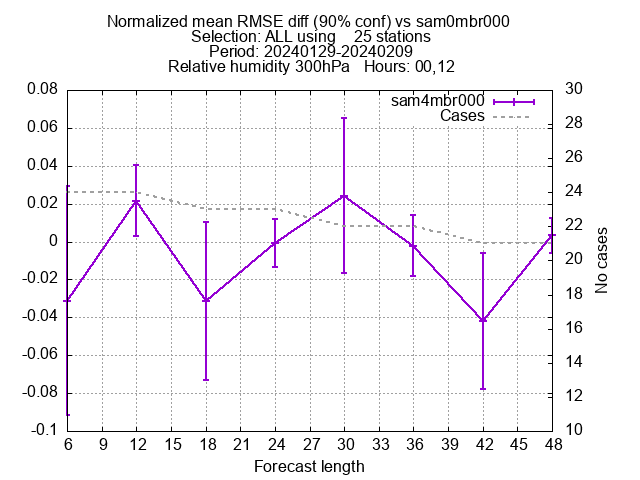 Normalized mean RMSE diff (90% conf) vs sam0mbr000
Selection: ALL using    25 stations
Period: 20240129-20240209
Relative humidity 300hPa   Hours: 00,12
sam4mbr000
Cases
0.08
0.06
0.04
0.02
0
-0.02
-0.04
-0.06
-0.08
-0.1
30
28
26
24
22
20
18
16
14
12
10
No cases
6 9 12 15 18 21 24 27 30 33 36 39 42 45 48
Forecast length